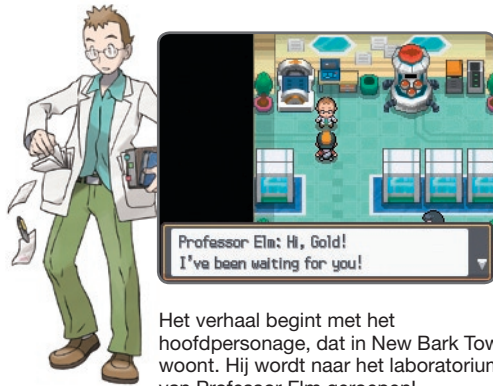 Professor Elm: Hi, Gold!
I've been waiting for you!
Het verhaal begint met het
hoofdpersonage, dat in New Bark Tow
woont. Hij wordt naar het laboratorium
van Professor Elm geroepen!